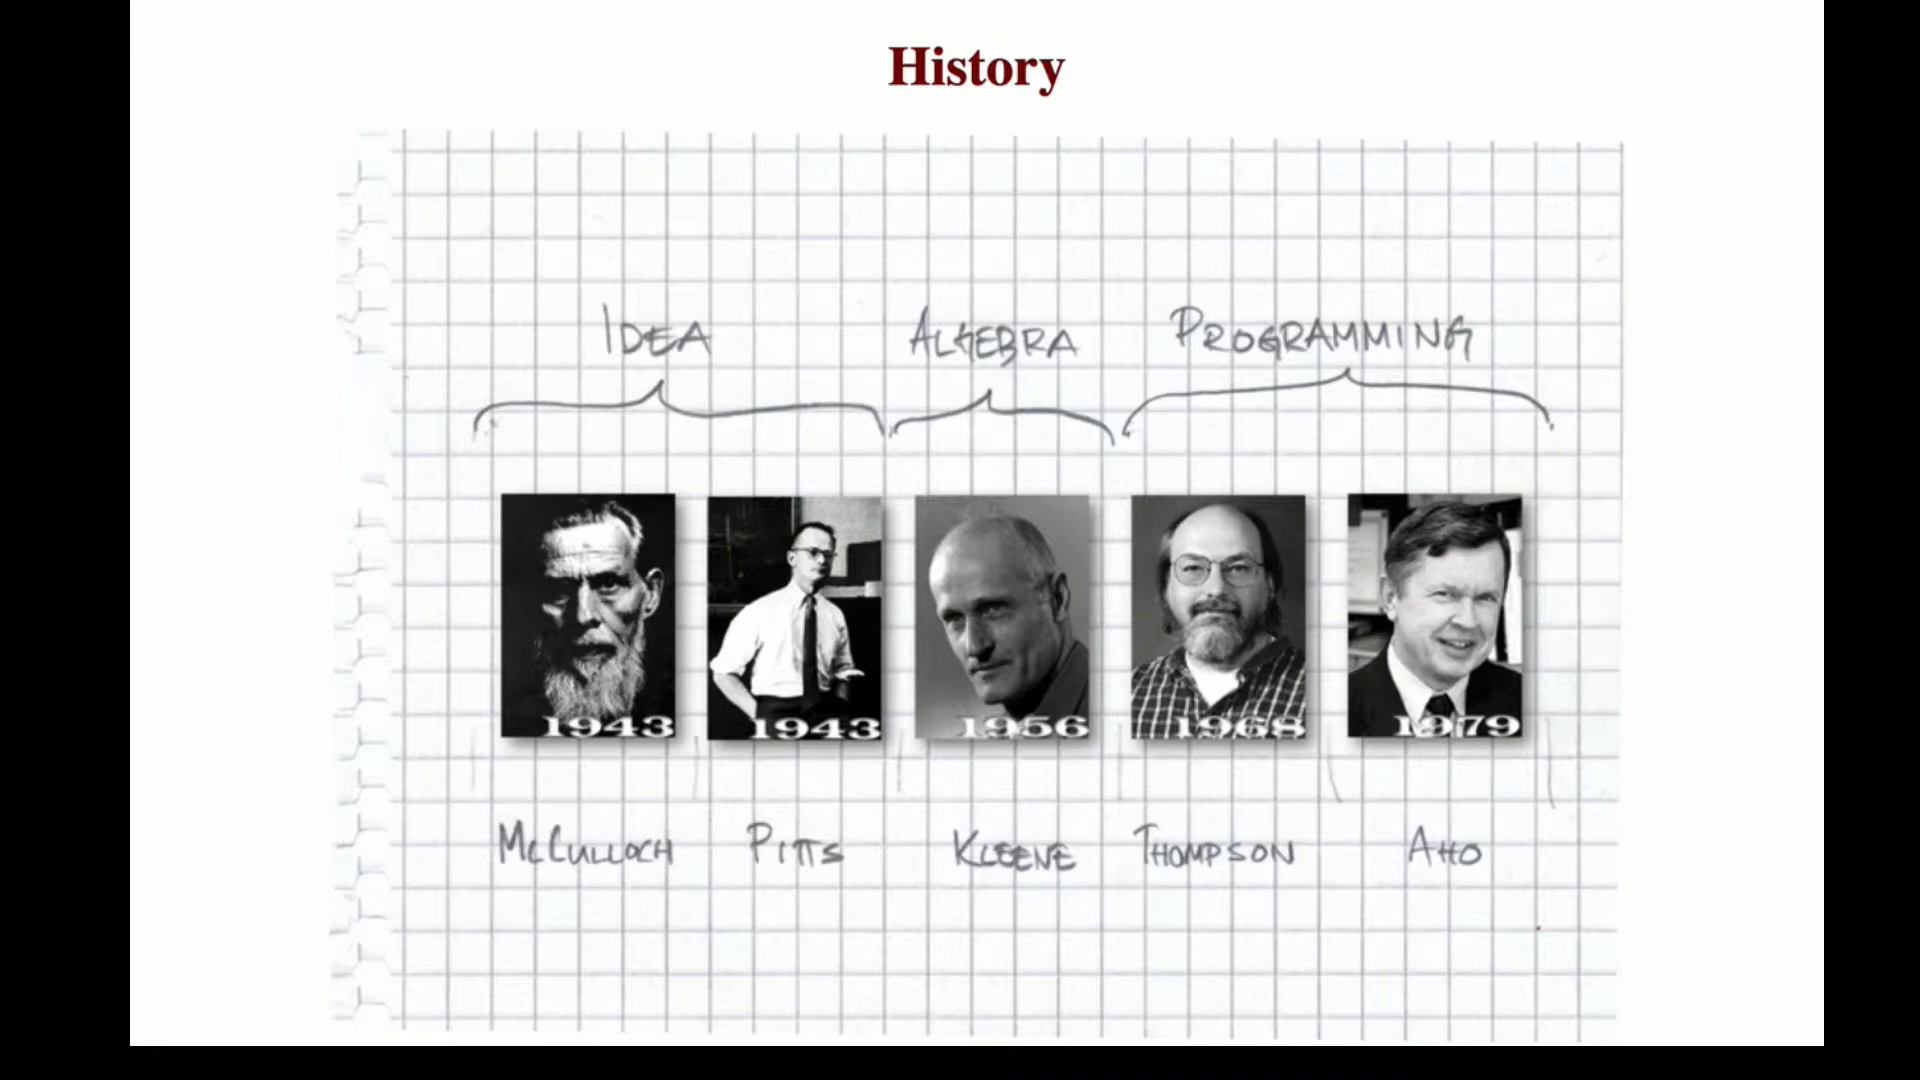 History
IDEA ALGEBRA PROGRAMMING
1943 1943 1956 1968 1979
McCULLOCH PITTS KLEENE THOMPSON AHO